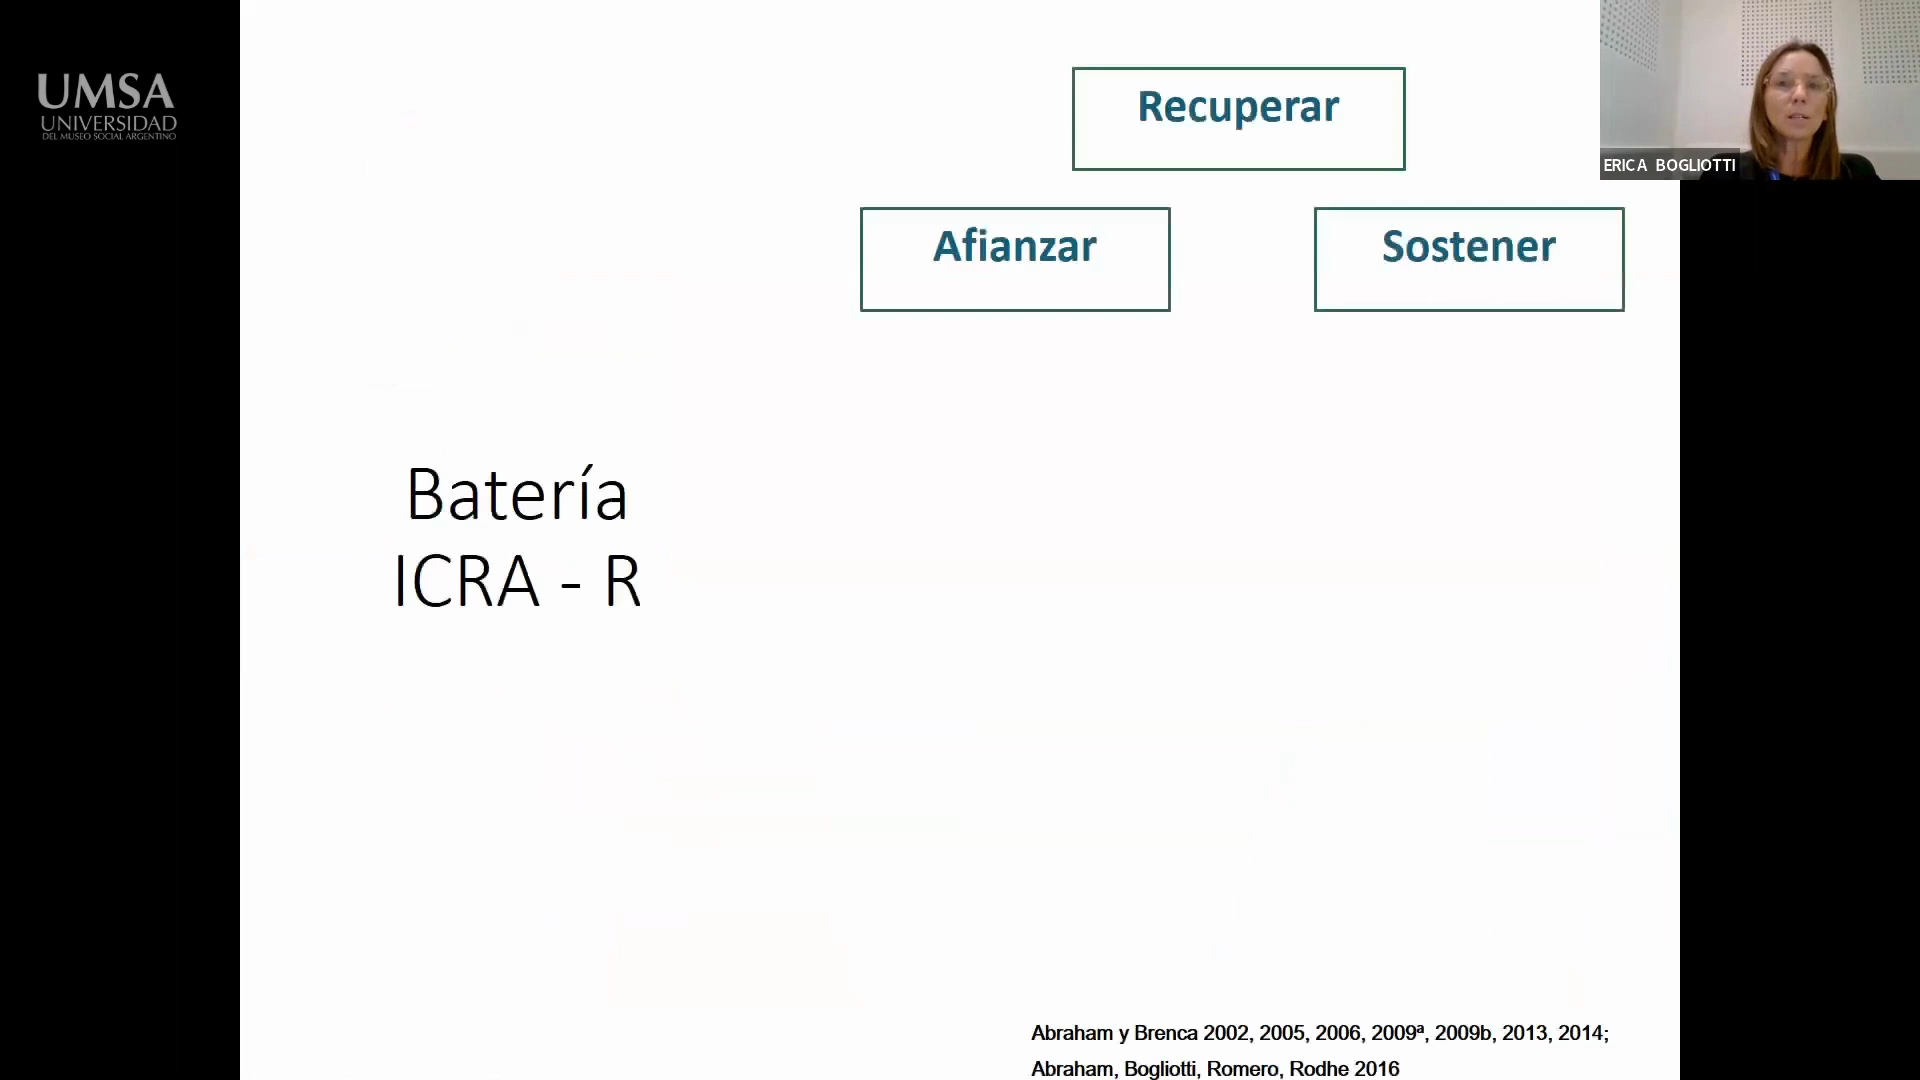 UMSA
UNIVERSIDAD
DEL MUSEO SOCIAL ARGENTINO
Recuperar
ERICA BOGLIOTTI
Afianzar
Sostener
Batería
ICRA - R
Abraham y Brenca 2002, 2005, 2006, 2009ª, 2009b, 2013, 2014;
Abraham, Bogliotti, Romero, Rodhe 2016